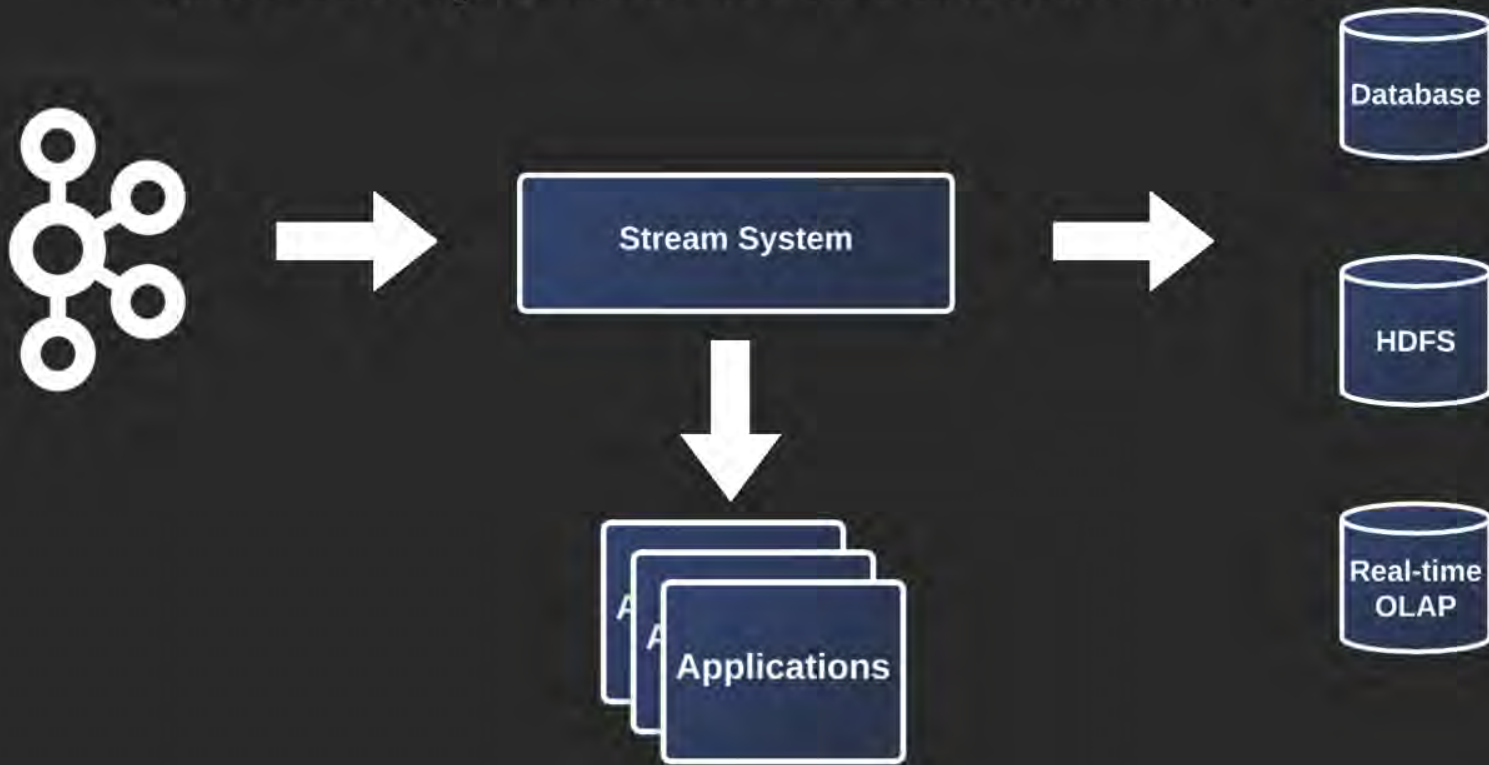 Database
Stream System
HDFS
Real-time
OLAP
A
A
Applications